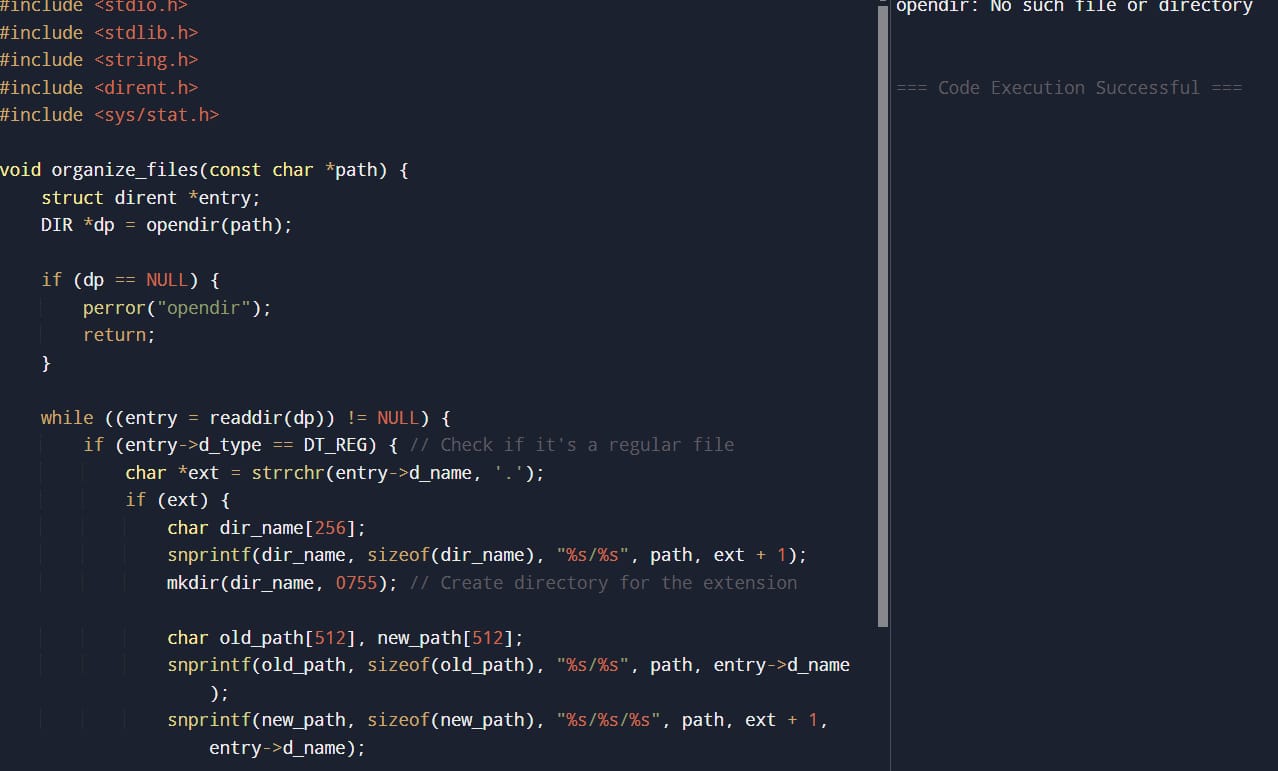 #include <stdio.h>
#include <stdlib.h>
#include <string.h>
#include <dirent.h>
#include <sys/stat.h>
void organize_files(const char *path) {
    struct dirent *entry;
    DIR *dp = opendir(path);
    if (dp == NULL) {
        perror("opendir");
        return;
    }
    while ((entry = readdir(dp)) != NULL) {
        if (entry->d_type == DT_REG) { // Check if it's a regular file
            char *ext = strrchr(entry->d_name, '.');
            if (ext) {
                char dir_name[256];
                snprintf(dir_name, sizeof(dir_name), "%s/%s", path, ext + 1);
                mkdir(dir_name, 0755); // Create directory for the extension
                char old_path[512], new_path[512];
                snprintf(old_path, sizeof(old_path), "%s/%s", path, entry->d_name
                    );
                snprintf(new_path, sizeof(new_path), "%s/%s/%s", path, ext + 1,
                    entry->d_name);
opendir: No such file or directory
=== Code Execution Successful ===